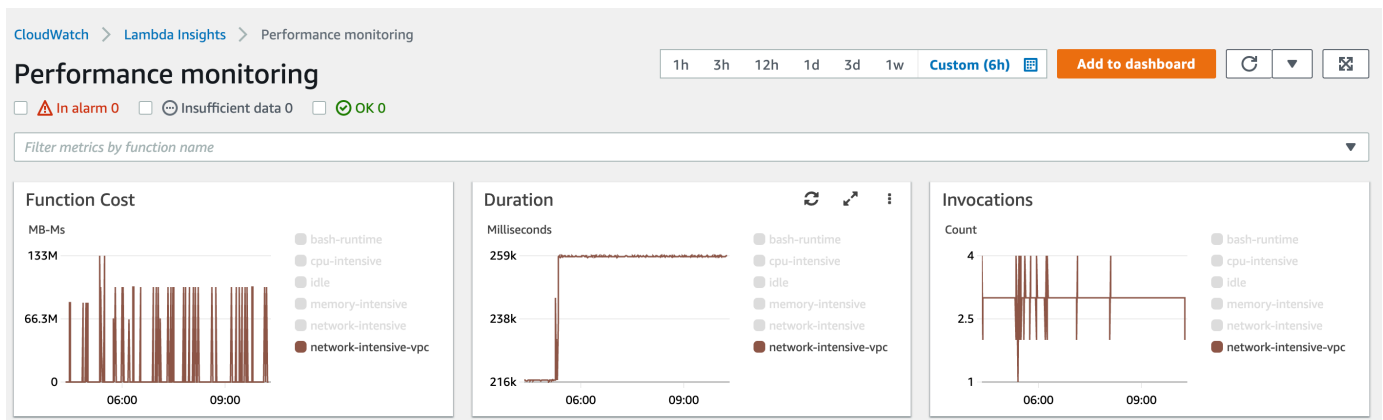 CloudWatch > Lambda Insights > Performance monitoring
Performance monitoring
1h 3h 12h 1d 3d 1w Custom (6h) Add to dashboard
In alarm 0 Insufficient data 0 OK 0
Filter metrics by function name
Function Cost
MB-Ms
133M
66.3M
0
06:00 09:00
bash-runtime
cpu-intensive
idle
memory-intensive
network-intensive
network-intensive-vpc
Duration
Milliseconds
259k
238k
216k
06:00 09:00
bash-runtime
cpu-intensive
idle
memory-intensive
network-intensive
network-intensive-vpc
Invocations
Count
4
2.5
1
06:00 09:00
bash-runtime
cpu-intensive
idle
memory-intensive
network-intensive
network-intensive-vpc